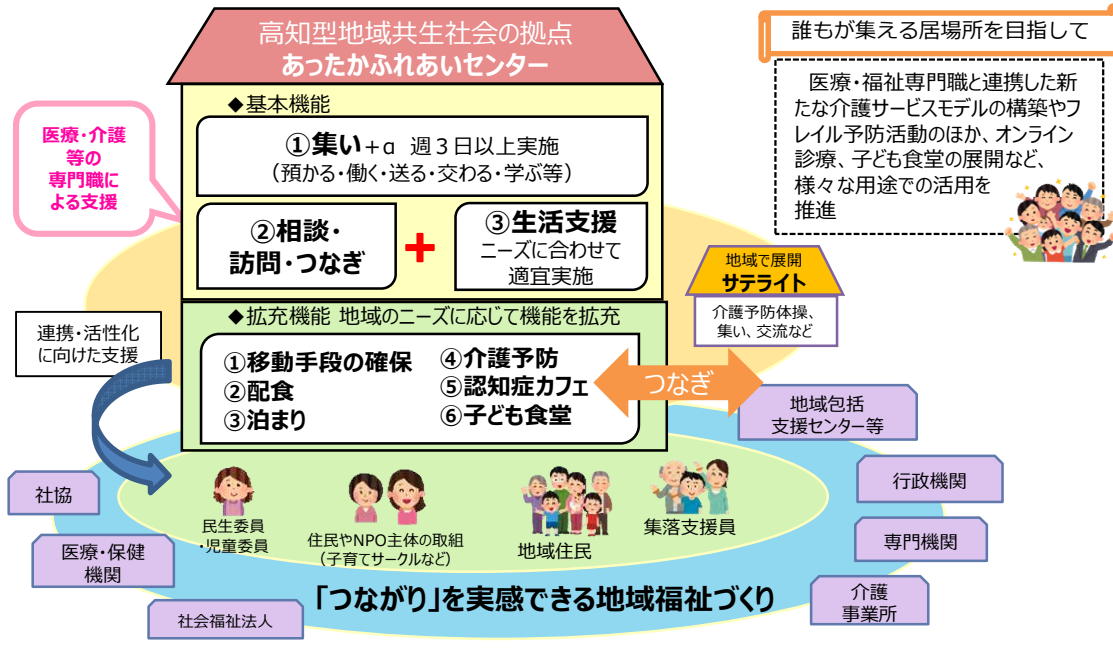 高知型地域共生社会の拠点
あったかふれあいセンター
誰もが集える居場所を目指して
医療・福祉専門職と連携した新
たな介護サービスモデルの構築やフ
レイル予防活動のほか、オンライン
診療、子ども食堂の展開など、
様々な用途での活用を
推進
医療・介護
等の
専門職に
よる支援
◆基本機能
①集い+α 週3日以上実施
（預かる・働く・送る・交わる・学ぶ等）
②相談・
訪問・つなぎ
+
③生活支援
ニーズに合わせて
適宜実施
地域で展開
サテライト
介護予防体操、
集い、交流など
◆拡充機能 地域のニーズに応じて機能を拡充
①移動手段の確保
②配食
③泊まり
④介護予防
⑤認知症カフェ
⑥子ども食堂
つなぎ
連携・活性化
に向けた支援
地域包括
支援センター等
行政機関
専門機関
介護
事業所
社協
医療・保健
機関
社会福祉法人
民生委員
・児童委員
住民やNPO主体の取組
（子育てサークルなど）
地域住民
集落支援員
「つながり」を実感できる地域福祉づくり